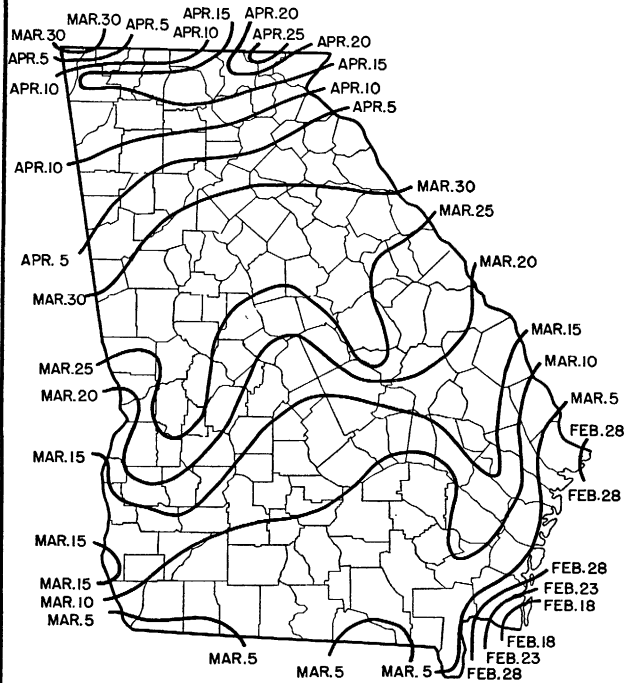 APR.15
APR.20
MAR.30
APR.5
APR.10
APR.25
APR.20
MAR.30
APR.5
APR.15
APR.10
APR.10
APR.5
APR.10
MAR.30
MAR.25
APR. 5
MAR.20
MAR.30
MAR.15
MAR.10
MAR.25
MAR.20
MAR.5
FEB.28
MAR.15
FEB.28
MAR.15
FEB.28
MAR.15
FEB.23
MAR.10
FEB.18
MAR.5
FEB.18
MAR.5
FEB.23
MAR.5
MAR.5
FEB.28